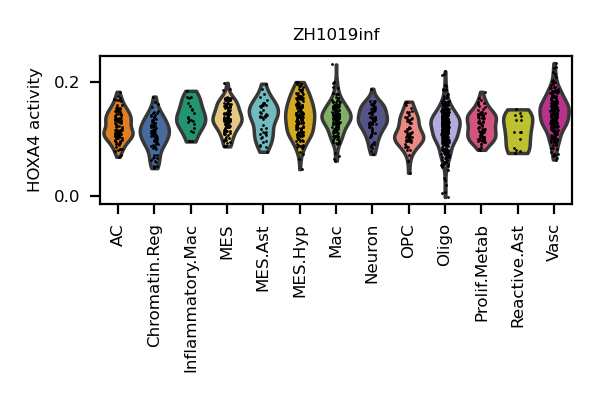 ZH1019inf
HOXA4 activity
0.2
0.0
AC
Chromatin.Reg
Inflammatory.Mac
MES
MES.Ast
MES.Hyp
Mac
Neuron
OPC
Oligo
Prolif.Metab
Reactive.Ast
Vasc